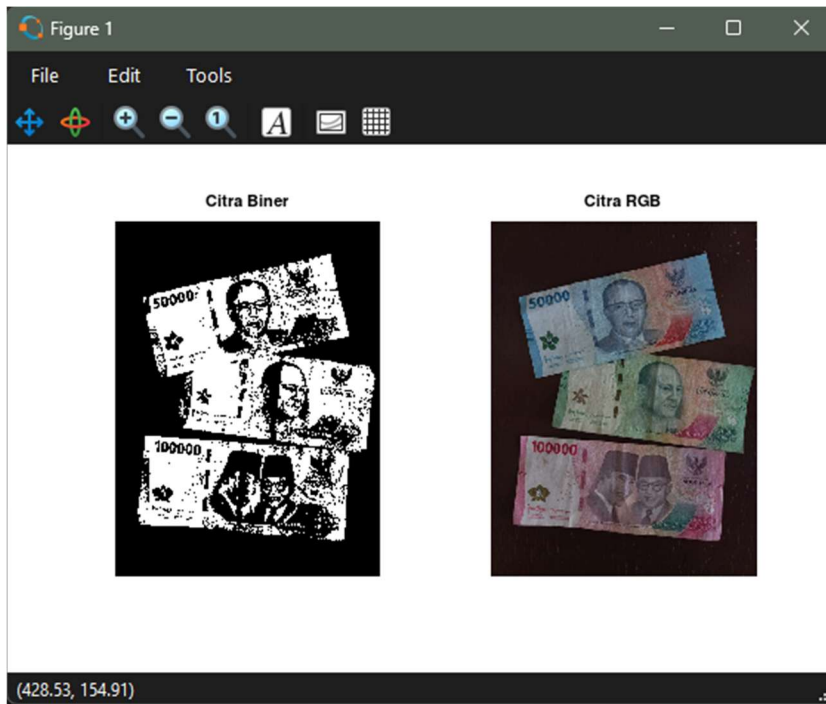 Figure 1
File Edit Tools
A
Citra Biner
Citra RGB
50000
100000
50000
100000
(428.53, 154.91)